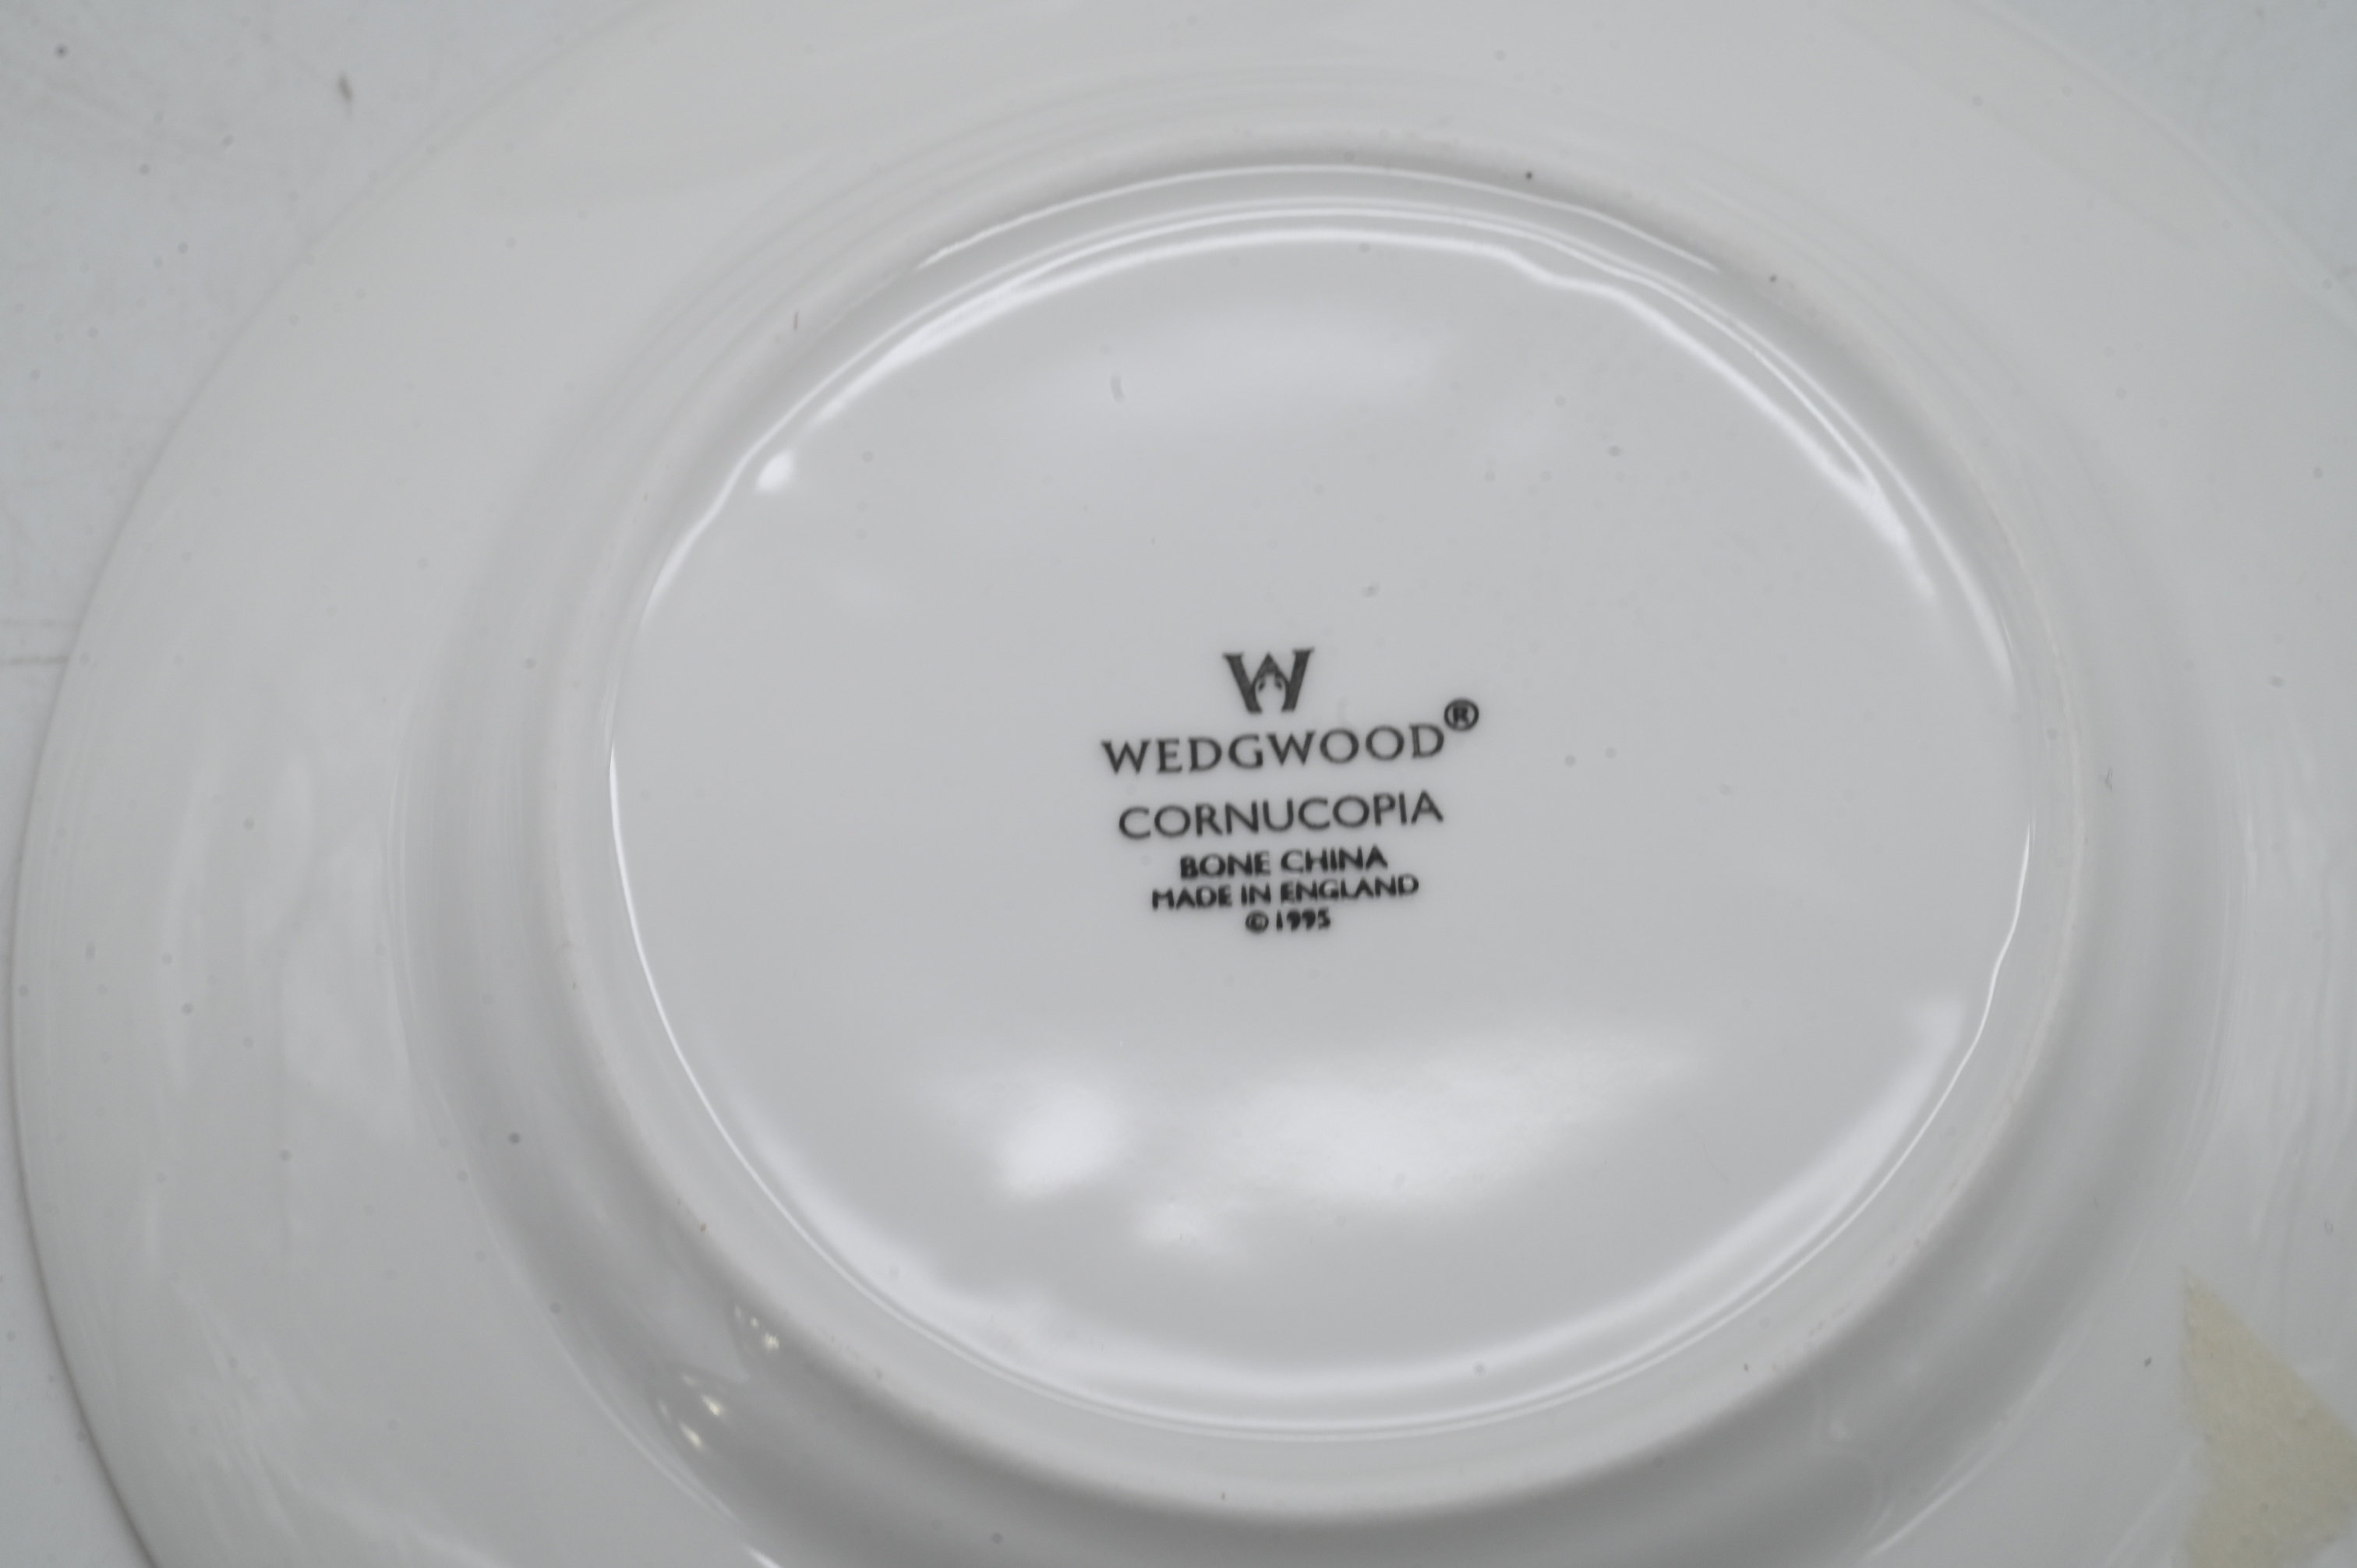 W
WEDGWOOD®
CORNUCOPIA
BONE CHINA
MADE IN ENGLAND
© 1995